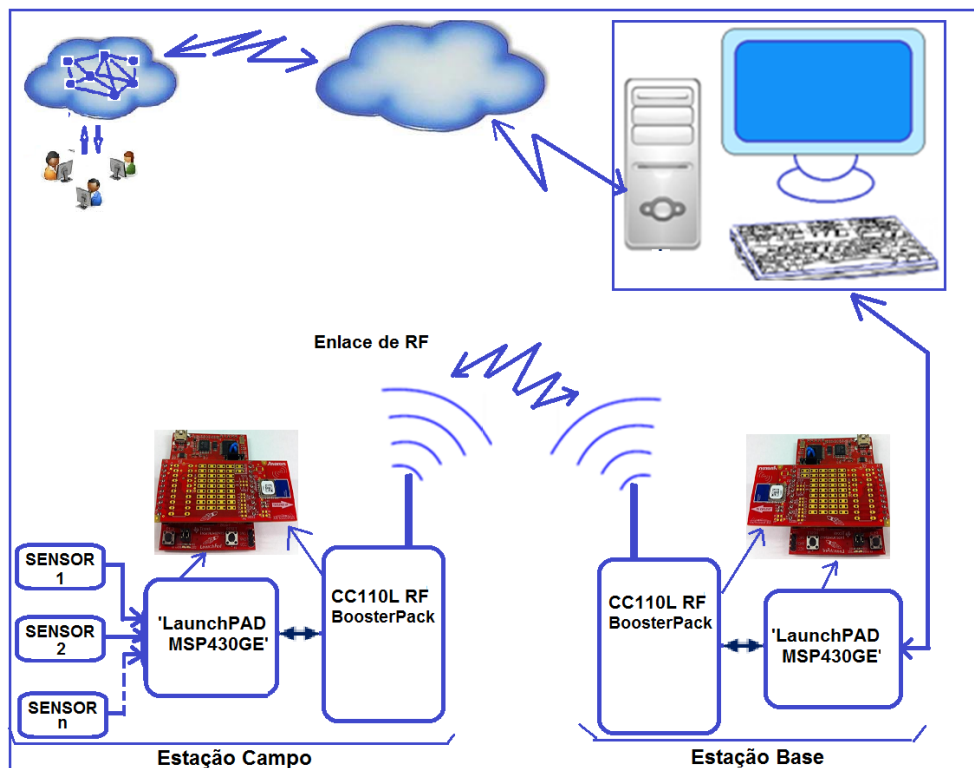 Enlace de RF
SENSOR
1
SENSOR
2
SENSOR
n
'LaunchPAD
MSP430GE'
CC110L RF
BoosterPack
CC110L RF
BoosterPack
'LaunchPAD
MSP430GE'
Estação Campo
Estação Base